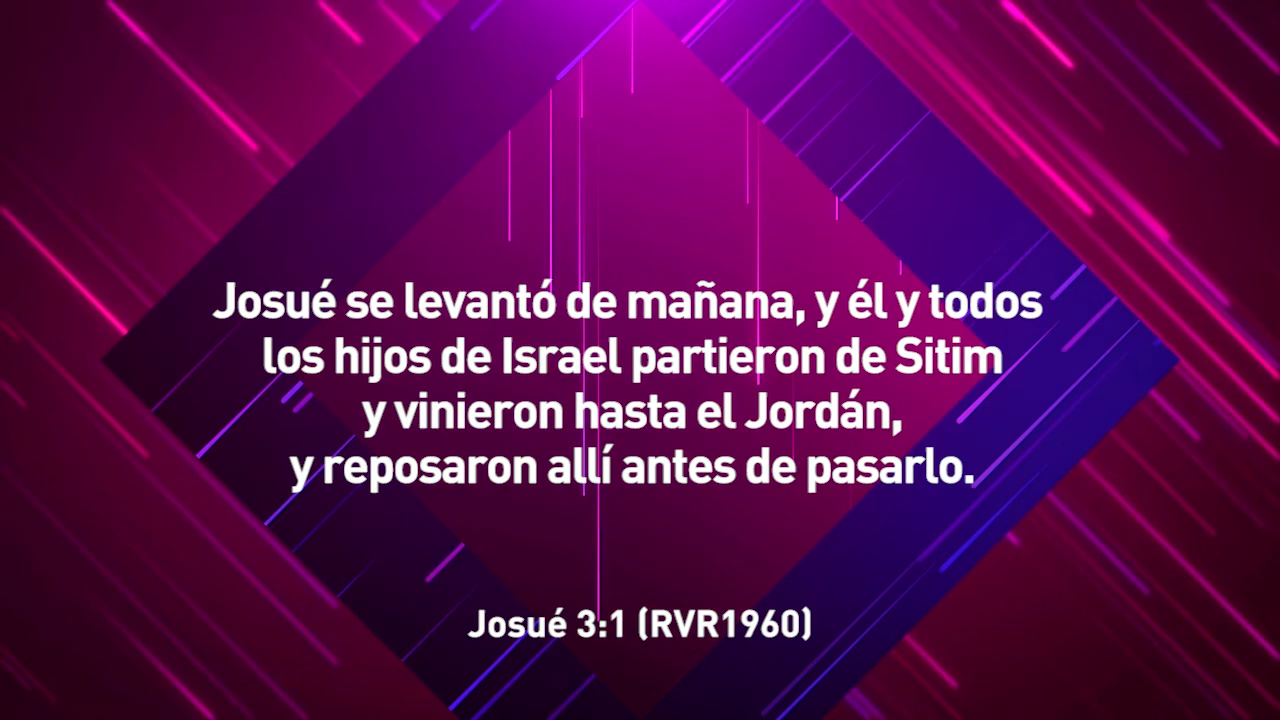 Josué se levantó de mañana, y él y todos
los hijos de Israel partieron de Sitim
y vinieron hasta el Jordán,
y reposaron allí antes de pasarlo.
Josué 3:1 (RVR1960)